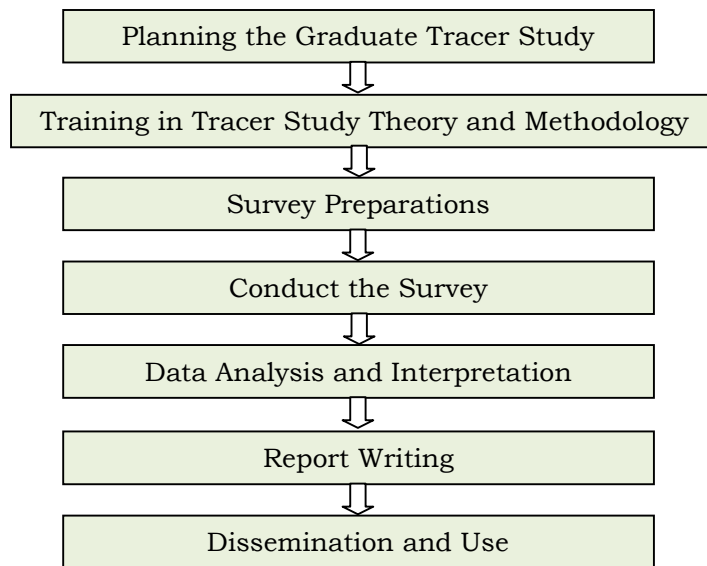 Planning the Graduate Tracer Study
Training in Tracer Study Theory and Methodology
Survey Preparations
Conduct the Survey
Data Analysis and Interpretation
Report Writing
Dissemination and Use